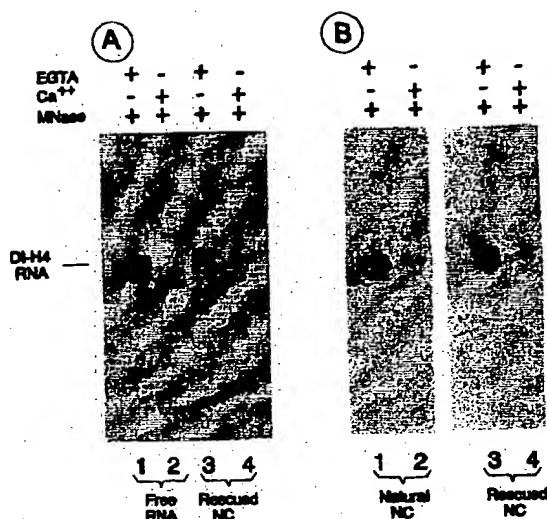 A
EGTA + - + -
Ca++ - + - +
MNase + + + +
DI-H4
RNA
1 2 3 4
Free
RNA
Rescued
NC
B
+ - + -
- + - +
+ + + +
1 2 3 4
Natural
NC
Rescued
NC